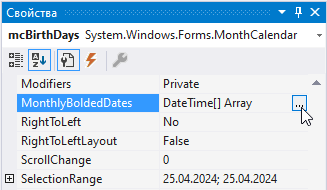 Свойства
mcBirthDays System.Windows.Forms.MonthCalendar
Modifiers Private
MonthlyBoldedDates DateTime[] Array ...
RightToLeft No
RightToLeftLayout False
ScrollChange 0
SelectionRange 25.04.2024; 25.04.2024